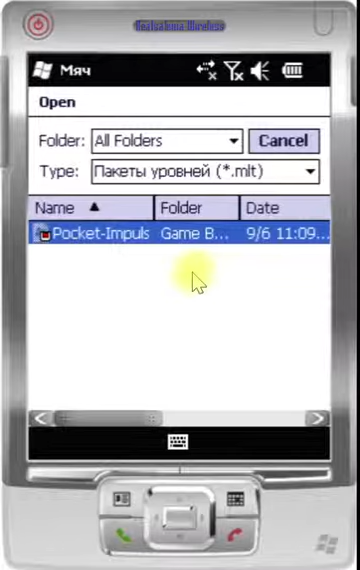 Мяч
Open
Folder: All Folders Cancel
Type: Пакеты уровней (*.mlt)
Name Folder Date
Pocket-Impuls Game B... 9/6 11:09...